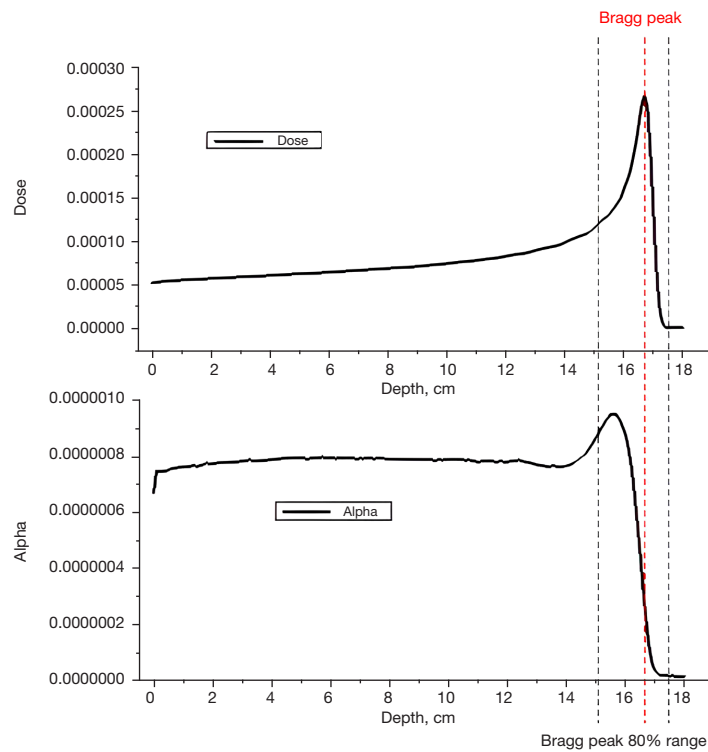 Bragg peak
0.00030
0.00025
0.00020
0.00015
0.00010
0.00005
0.00000
Dose
Dose
0 2 4 6 8 10 12 14 16 18
Depth, cm
0.0000010
0.0000008
0.0000006
0.0000004
0.0000002
0.0000000
Alpha
Alpha
0 2 4 6 8 10 12 14 16 18
Depth, cm
Bragg peak 80% range